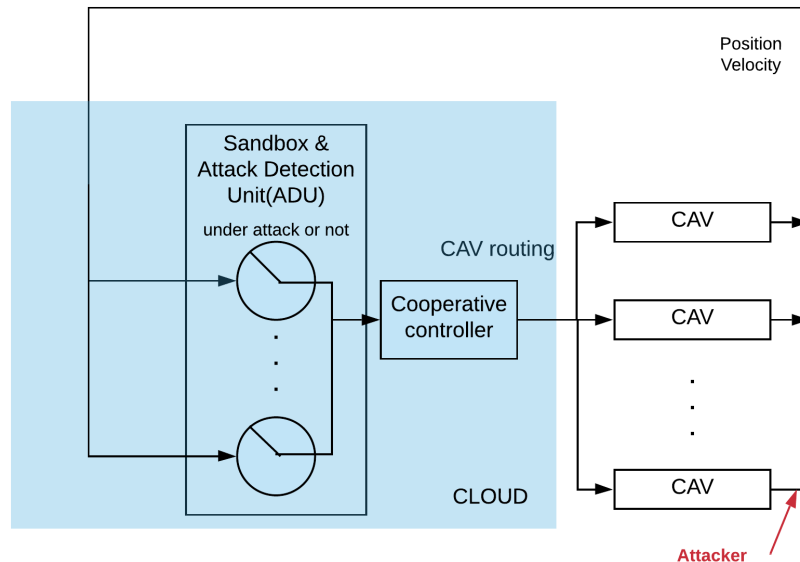 Position
Velocity
Sandbox &
Attack Detection
Unit(ADU)
under attack or not
CAV routing
Cooperative
controller
CAV
CAV
CAV
CLOUD
Attacker